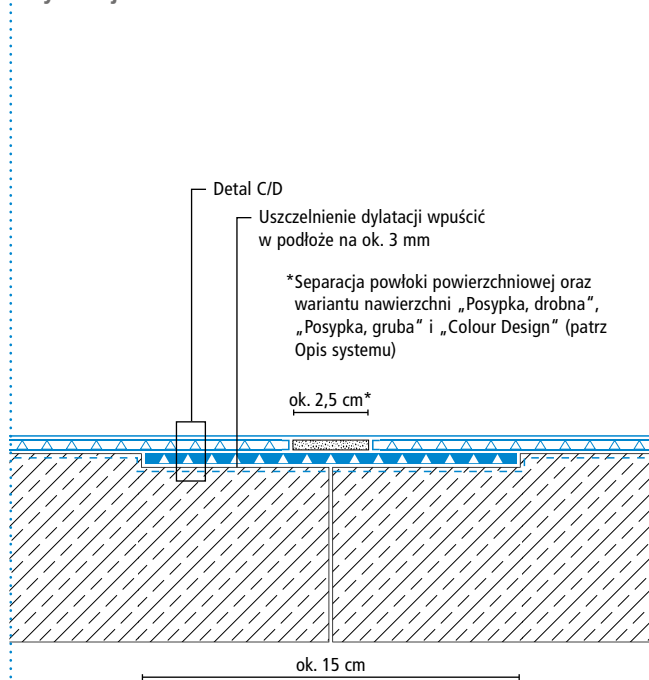 Detal C/D
Uszczelnienie dylatacji wpuścić
w podłoże na ok. 3 mm
*Separacja powłoki powierzchniowej oraz
wariantu nawierzchni „Posypka, drobna“,
„Posypka, gruba“ i „Colour Design“ (patrz
Opis systemu)
ok. 2,5 cm*
ok. 15 cm